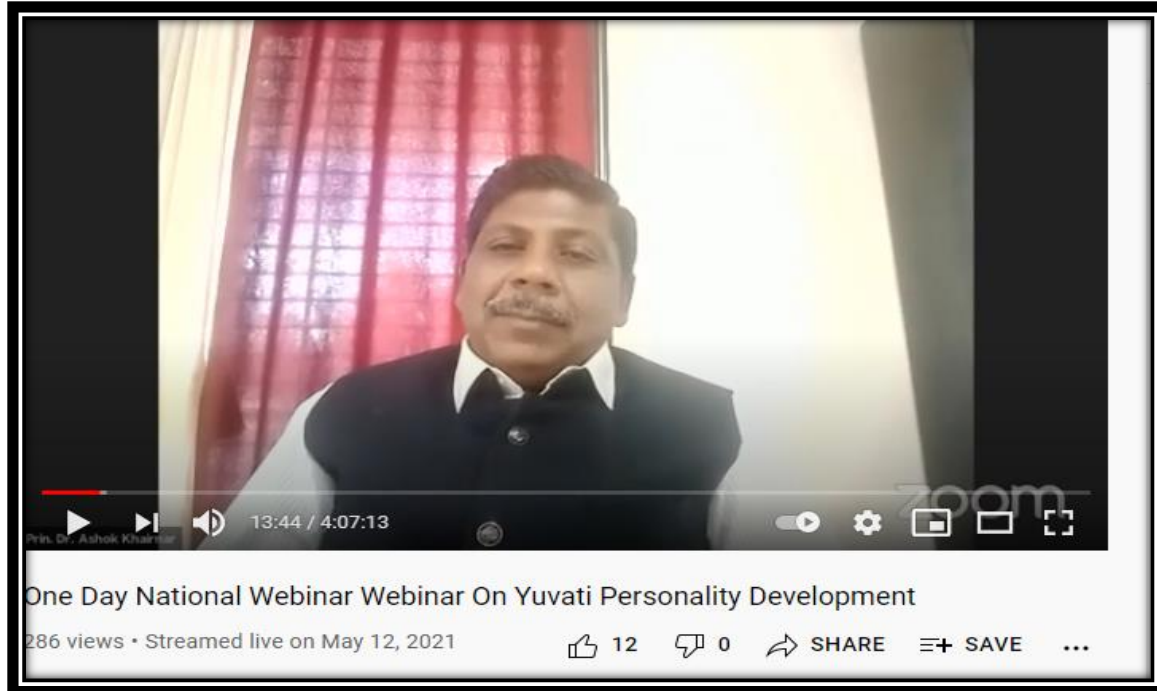 zoom
13:44 / 4:07:13
Prin. Dr. Ashok Khairnar
One Day National Webinar Webinar On Yuvati Personality Development
286 views • Streamed live on May 12, 2021
12 0 SHARE SAVE ...